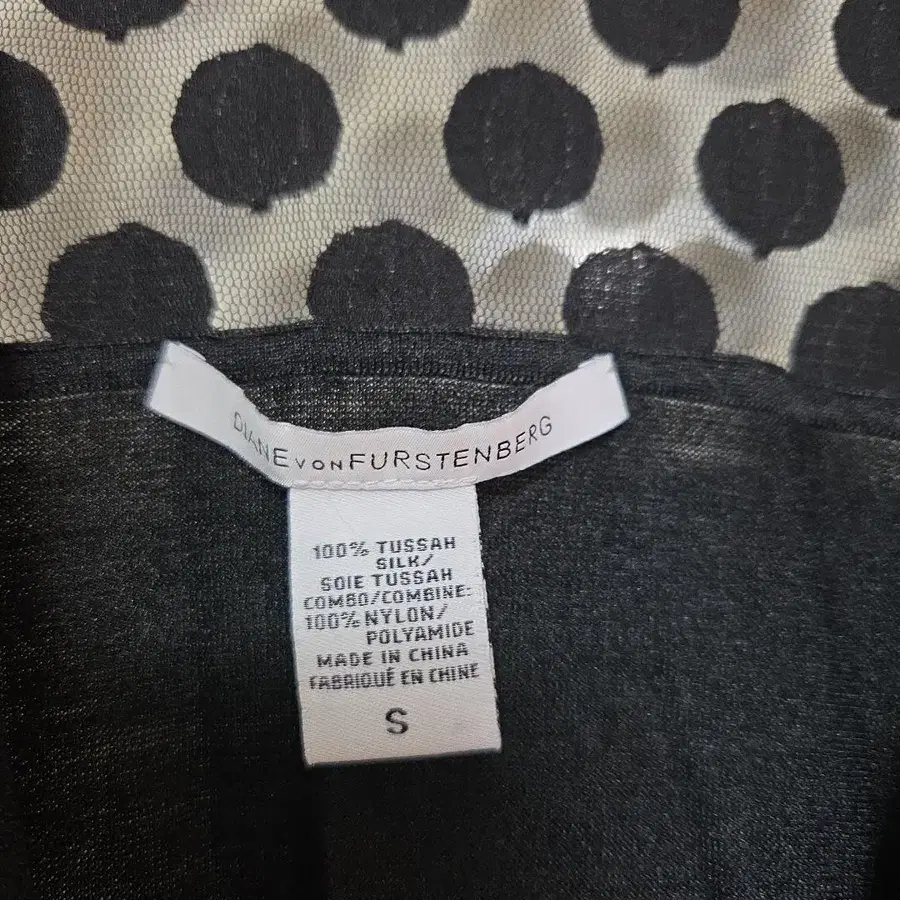 DIANE VON FURSTENBERG
100% TUSSAH
SILK/
SOIE TUSSAH
COMBO/COMBINE:
100% NYLON/
POLYAMIDE
MADE IN CHINA
FABRIQUÉ EN CHINE
S